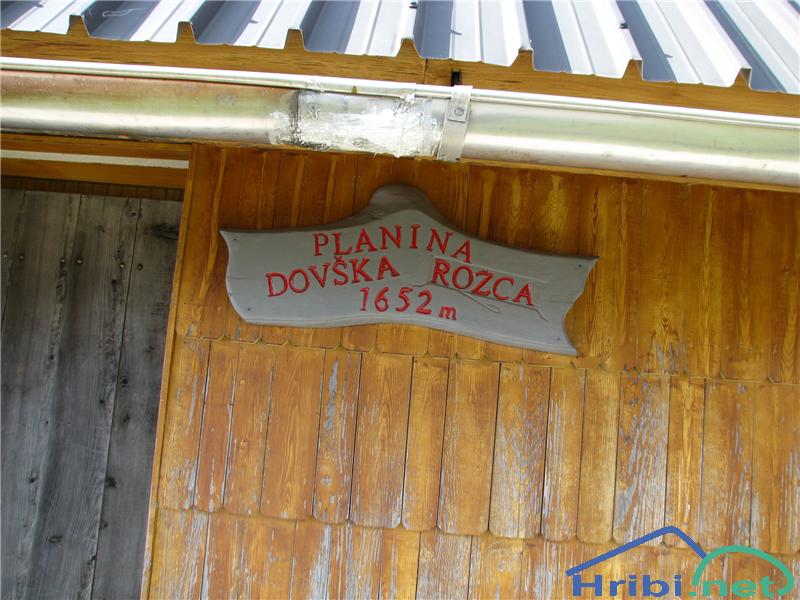 PLANINA
DOVŠKA ROŽCA
1652 m
Hribi.net